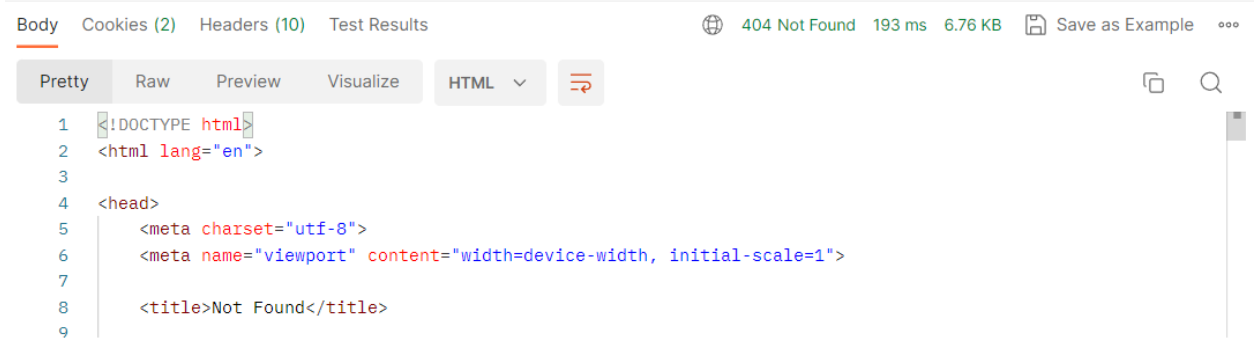 Body Cookies (2) Headers (10) Test Results 404 Not Found 193 ms 6.76 KB Save as Example
Pretty Raw Preview Visualize HTML
1 <!DOCTYPE html>
2 <html lang="en">
3
4 <head>
5 <meta charset="utf-8">
6 <meta name="viewport" content="width=device-width, initial-scale=1">
7
8 <title>Not Found</title>
9